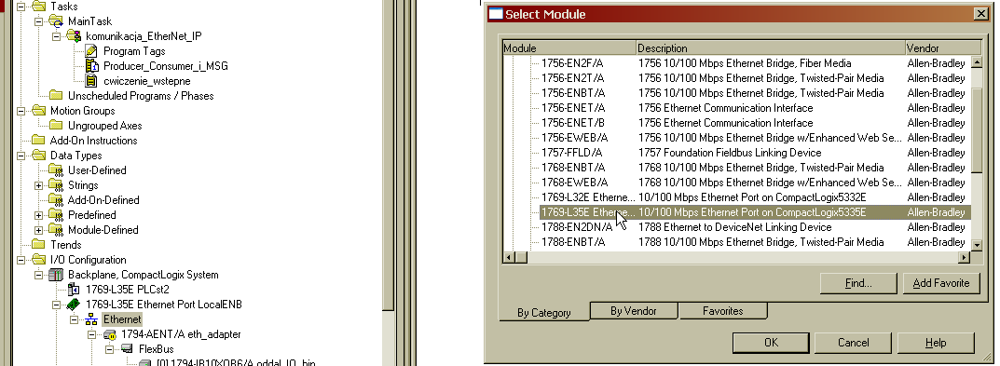 Tasks
MainTask
komunikacja_EtherNet_IP
Program Tags
Producer_Consumer_i_MSG
cwiczenie_wstepne
Unscheduled Programs / Phases
Motion Groups
Ungrouped Axes
Add-On Instructions
Data Types
User-Defined
Strings
Add-On-Defined
Predefined
Module-Defined
Trends
I/O Configuration
Backplane, CompactLogix System
1769-L35E PLCst2
1769-L35E Ethernet Port LocalENB
Ethernet
1794-AENT/A eth_adapter
FlexBus
[0] 1794-IB10XOB6/A oddal_IO_bin
Select Module
Module Description Vendor
1756-EN2F/A 1756 10/100 Mbps Ethernet Bridge, Fiber Media Allen-Bradley
1756-EN2T/A 1756 10/100 Mbps Ethernet Bridge, Twisted-Pair Media Allen-Bradley
1756-ENBT/A 1756 10/100 Mbps Ethernet Bridge, Twisted-Pair Media Allen-Bradley
1756-ENET/A 1756 Ethernet Communication Interface Allen-Bradley
1756-ENET/B 1756 Ethernet Communication Interface Allen-Bradley
1756-EWEB/A 1756 10/100 Mbps Ethernet Bridge w/Enhanced Web Se... Allen-Bradley
1757-FFLD/A 1757 Foundation Fieldbus Linking Device Allen-Bradley
1768-ENBT/A 1768 10/100 Mbps Ethernet Bridge, Twisted-Pair Media Allen-Bradley
1768-EWEB/A 1768 10/100 Mbps Ethernet Bridge w/Enhanced Web Se... Allen-Bradley
1769-L32E Etherne... 10/100 Mbps Ethernet Port on CompactLogix5332E Allen-Bradley
1769-L35E Etherne... 10/100 Mbps Ethernet Port on CompactLogix5335E Allen-Bradley
1788-EN2DN/A 1788 Ethernet to DeviceNet Linking Device Allen-Bradley
1788-ENBT/A 1788 10/100 Mbps Ethernet Bridge, Twisted-Pair Media Allen-Bradley
Find... Add Favorite
By Category By Vendor Favorites
OK Cancel Help